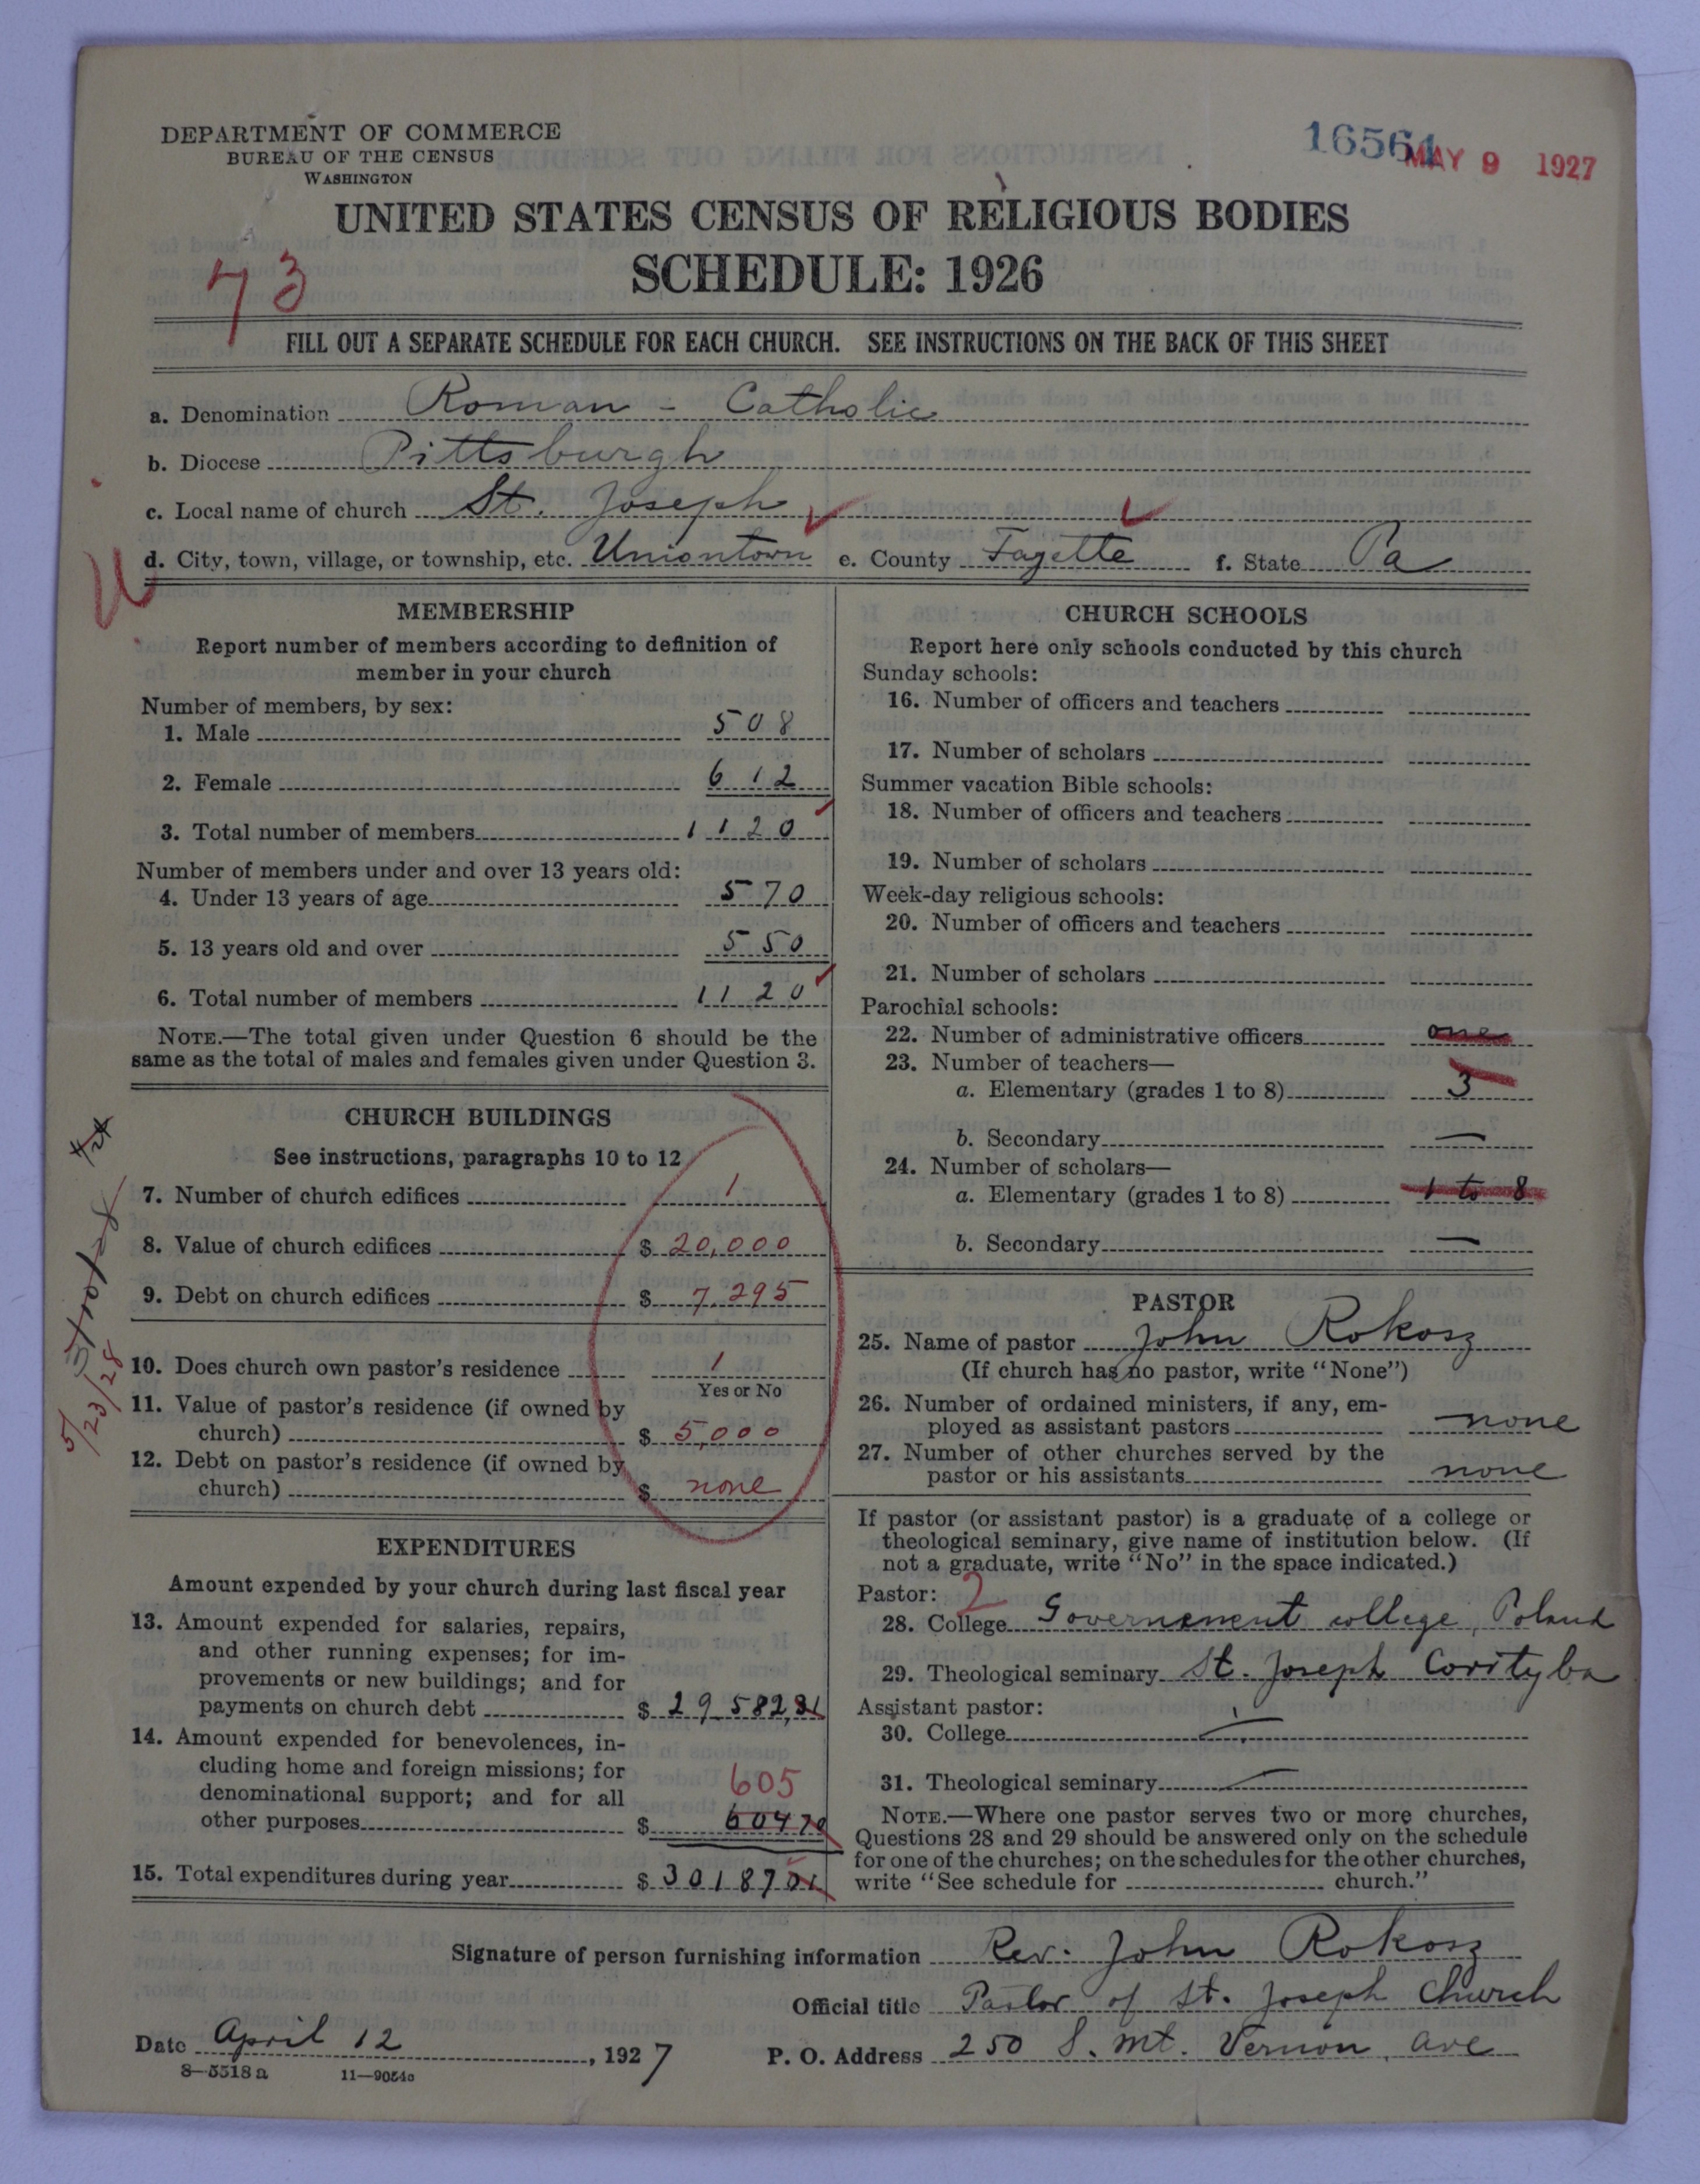 DEPARTMENT OF COMMERCE
BUREAU OF THE CENSUS
WASHINGTON
16564
MAY 9 1927
UNITED STATES CENSUS OF RELIGIOUS BODIES
SCHEDULE: 1926
73
FILL OUT A SEPARATE SCHEDULE FOR EACH CHURCH. SEE INSTRUCTIONS ON THE BACK OF THIS SHEET
a. Denomination Roman - Catholic
b. Diocese Pittsburgh
c. Local name of church St. Joseph
d. City, town, village, or township, etc. Uniontown e. County Fayette f. State Pa
MEMBERSHIP
Report number of members according to definition of
member in your church
Number of members, by sex:
1. Male 508
2. Female 612
3. Total number of members 1120
Number of members under and over 13 years old:
4. Under 13 years of age 570
5. 13 years old and over 550
6. Total number of members 1120
NOTE.—The total given under Question 6 should be the
same as the total of males and females given under Question 3.
CHURCH BUILDINGS
See instructions, paragraphs 10 to 12
7. Number of church edifices 1
8. Value of church edifices $ 20,000
9. Debt on church edifices $ 7,295
10. Does church own pastor's residence 1
Yes or No
11. Value of pastor's residence (if owned by
church) $ 5,000
12. Debt on pastor's residence (if owned by
church) $ none
5/23/28
EXPENDITURES
Amount expended by your church during last fiscal year
13. Amount expended for salaries, repairs,
and other running expenses; for im-
provements or new buildings; and for
payments on church debt $ 29 582,31
14. Amount expended for benevolences, in-
cluding home and foreign missions; for
denominational support; and for all
605
other purposes $ 604 70
15. Total expenditures during year $ 30187 01
CHURCH SCHOOLS
Report here only schools conducted by this church
Sunday schools:
16. Number of officers and teachers
17. Number of scholars
Summer vacation Bible schools:
18. Number of officers and teachers
19. Number of scholars
Week-day religious schools:
20. Number of officers and teachers
21. Number of scholars
Parochial schools:
22. Number of administrative officers one
23. Number of teachers—
a. Elementary (grades 1 to 8) 3
b. Secondary —
24. Number of scholars—
a. Elementary (grades 1 to 8) 1 to 8
b. Secondary —
PASTOR
25. Name of pastor John Rokosz
(If church has no pastor, write "None")
26. Number of ordained ministers, if any, em-
ployed as assistant pastors none
27. Number of other churches served by the
pastor or his assistants none
If pastor (or assistant pastor) is a graduate of a college or
theological seminary, give name of institution below. (If
not a graduate, write "No" in the space indicated.)
Pastor: 2
28. College Governement college, Poland
29. Theological seminary St. Joseph Corityba
Assistant pastor:
30. College —
31. Theological seminary —
NOTE.—Where one pastor serves two or more churches,
Questions 28 and 29 should be answered only on the schedule
for one of the churches; on the schedules for the other churches,
write "See schedule for church."
Signature of person furnishing information Rev. John Rokosz
Official title Pastor of St. Joseph Church
Date April 12, 1927 P. O. Address 250 S. Mt. Vernon, Ave
8—5518a 11—9054a